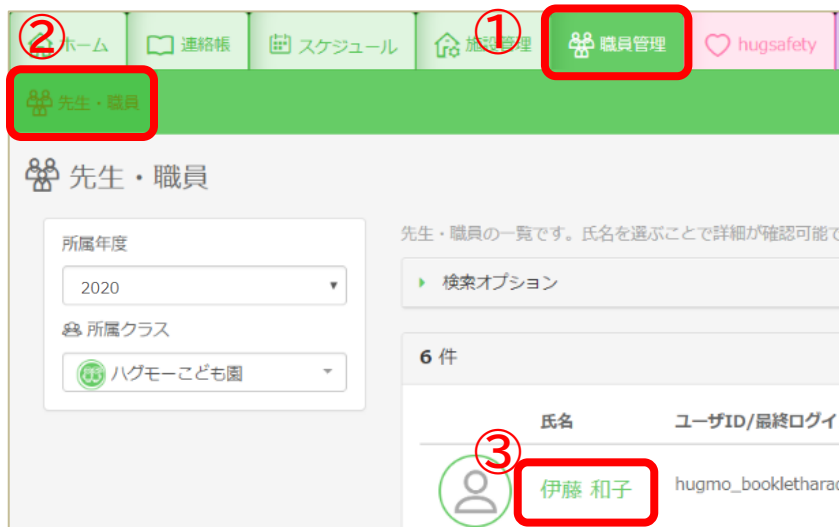 ② ホーム 連絡帳 スケジュール ① 施設管理 職員管理 hugsafety
先生・職員
先生・職員
所属年度
2020
所属クラス
ハグモーこども園
先生・職員の一覧です。氏名を選ぶことで詳細が確認可能で
検索オプション
6 件
氏名 ユーザID/最終ログイ
③ 伊藤 和子 hugmo_bookletharad